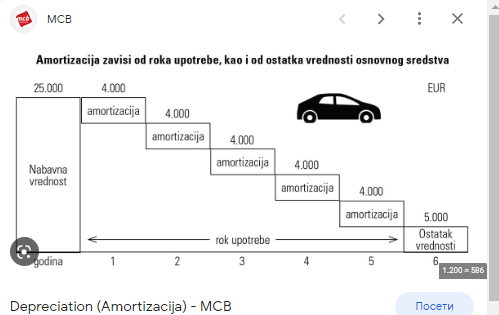 mcb
MCB
Amortizacija zavisi od roka upotrebe, kao i od ostatka vrednosti osnovnog sredstva
25.000
4.000
EUR
amortizacija
4.000
amortizacija
4.000
amortizacija
4.000
amortizacija
4.000
amortizacija
5.000
Nabavna
vrednost
Ostatak
vrednosti
rok upotrebe
godina
1
2
3
4
5
6
1.200 × 586
Depreciation (Amortizacija) - MCB
Посети